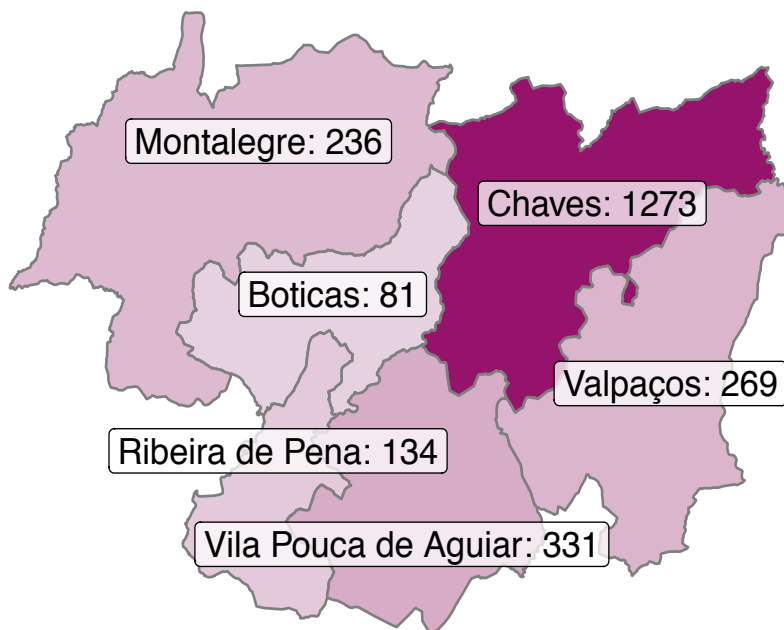 Montalegre: 236
Chaves: 1273
Boticas: 81
Valpaços: 269
Ribeira de Pena: 134
Vila Pouca de Aguiar: 331